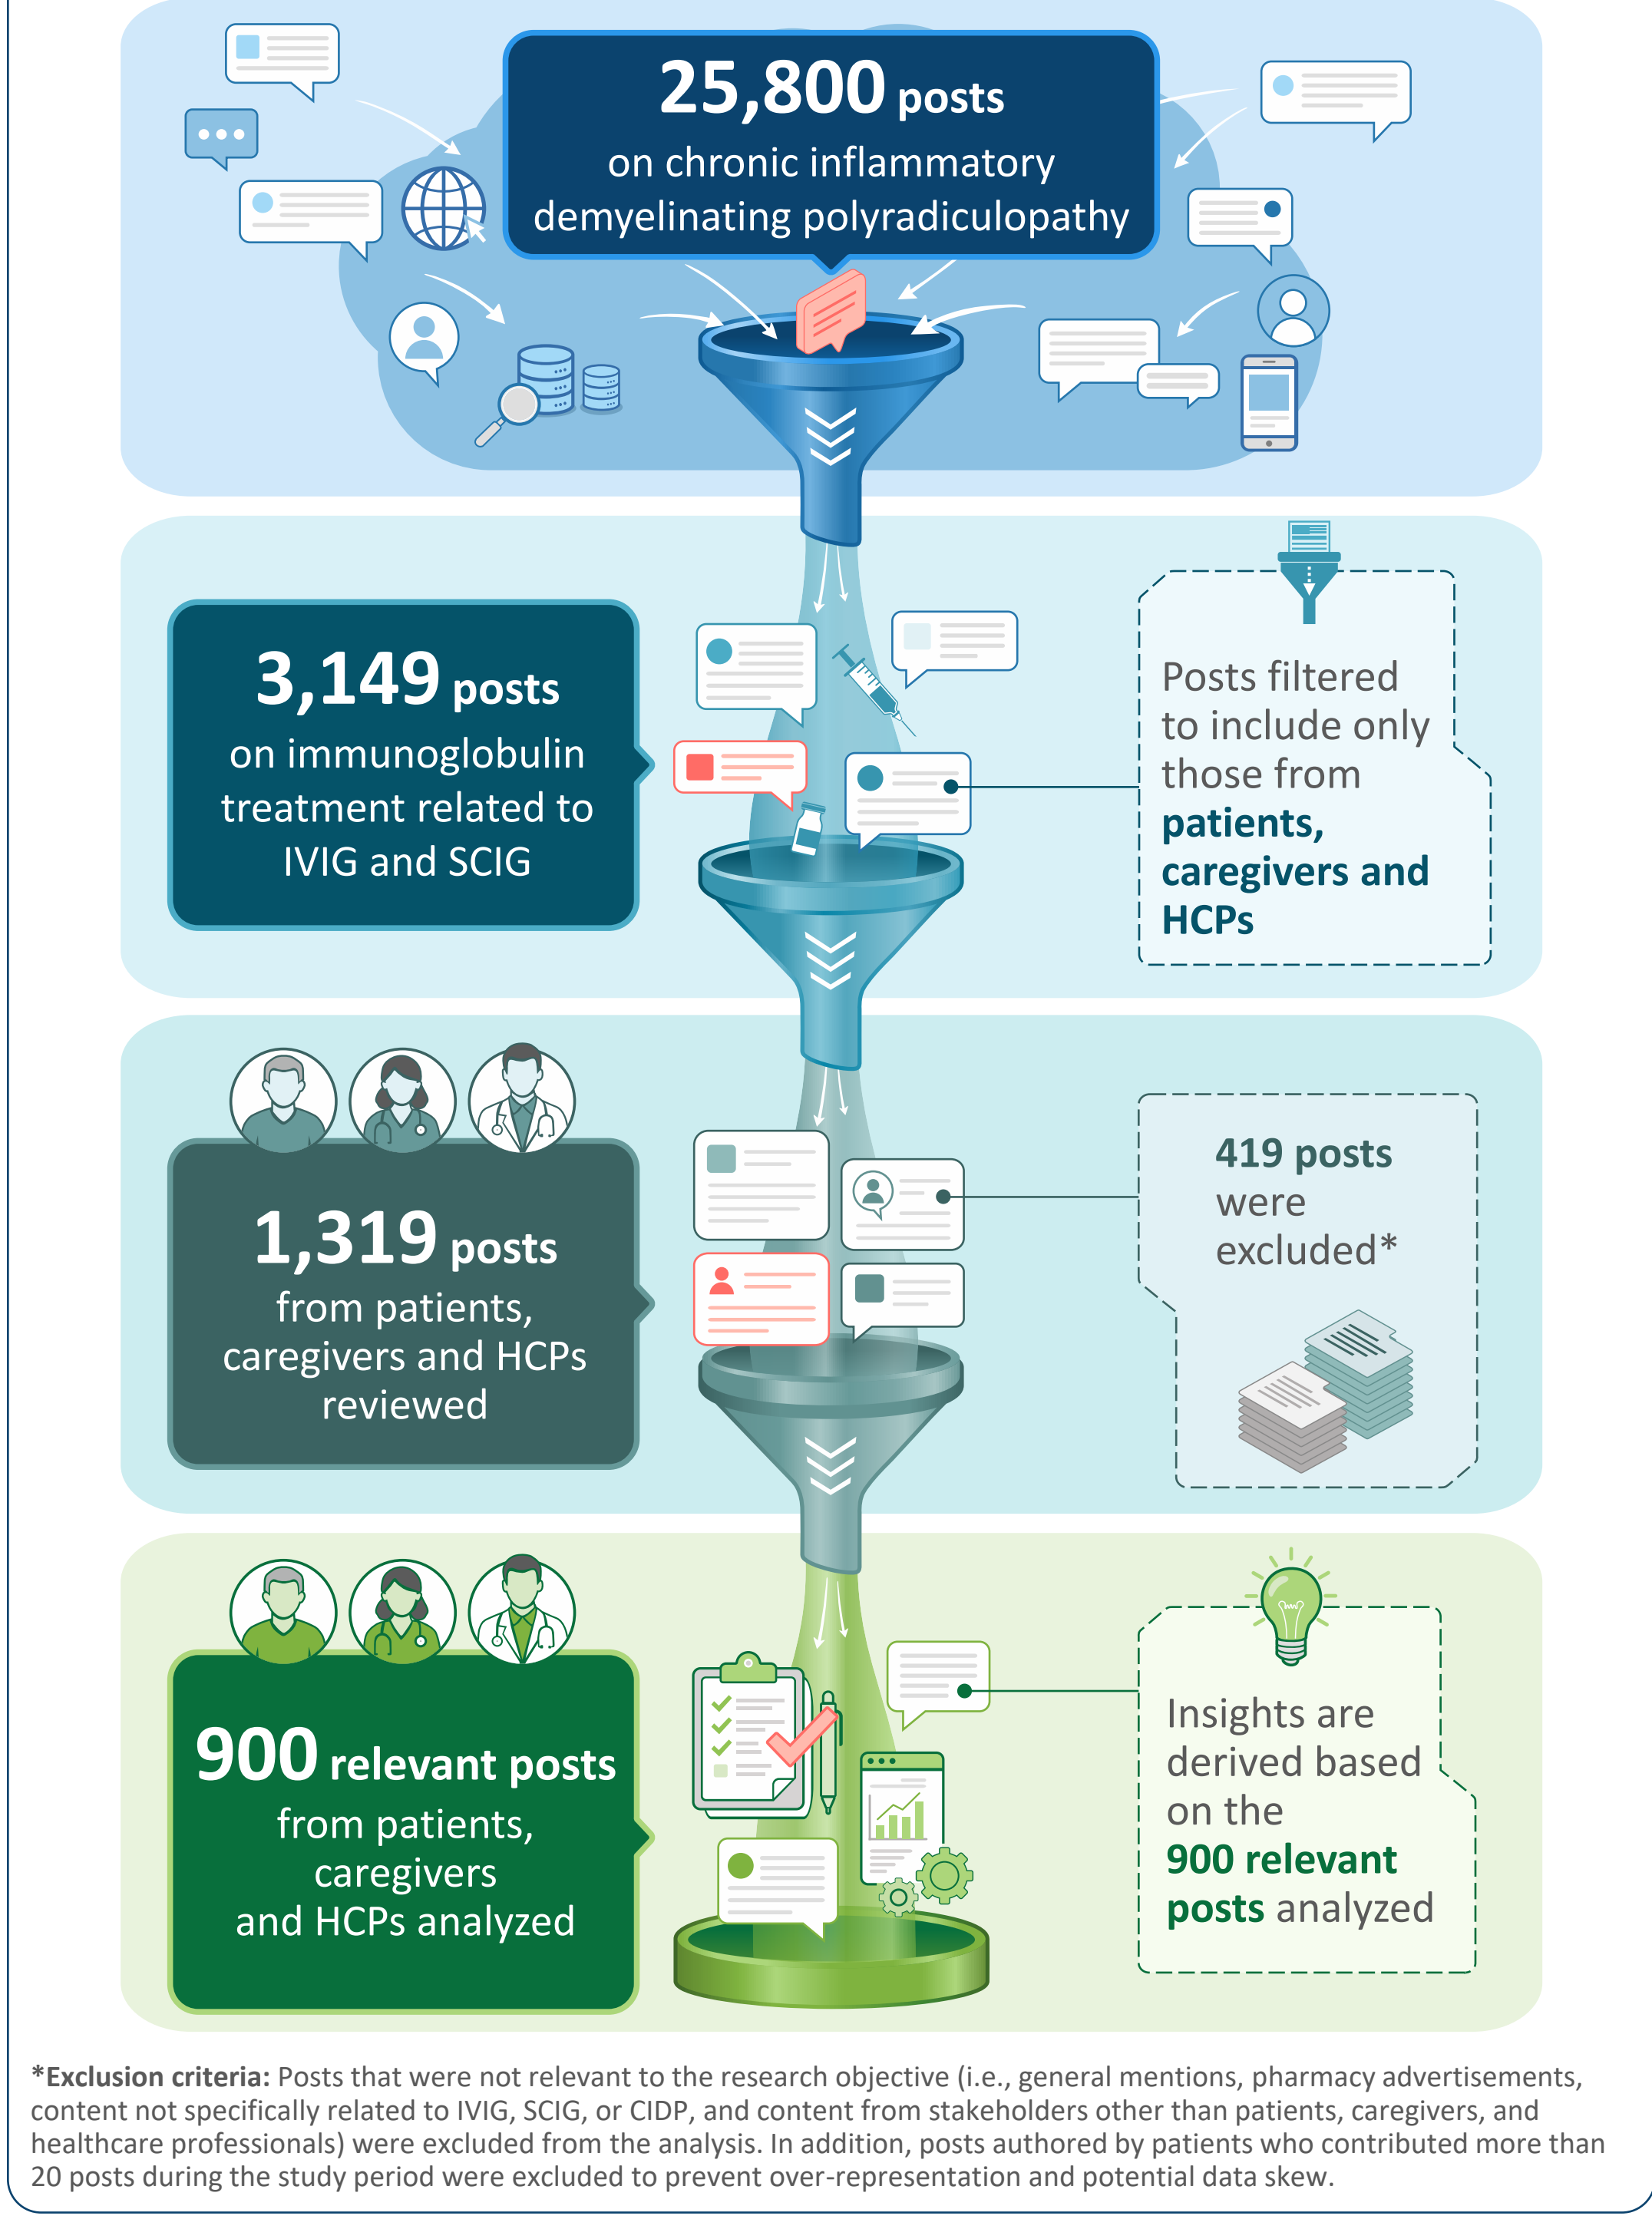 25,800 posts
on chronic inflammatory
demyelinating polyradiculopathy
3,149 posts
on immunoglobulin
treatment related to
IVIG and SCIG
Posts filtered
to include only
those from
patients,
caregivers and
HCPs
1,319 posts
from patients,
caregivers and HCPs
reviewed
419 posts
were
excluded*
900 relevant posts
from patients,
caregivers
and HCPs analyzed
Insights are
derived based
on the
900 relevant
posts analyzed
*Exclusion criteria: Posts that were not relevant to the research objective (i.e., general mentions, pharmacy advertisements,
content not specifically related to IVIG, SCIG, or CIDP, and content from stakeholders other than patients, caregivers, and
healthcare professionals) were excluded from the analysis. In addition, posts authored by patients who contributed more than
20 posts during the study period were excluded to prevent over-representation and potential data skew.